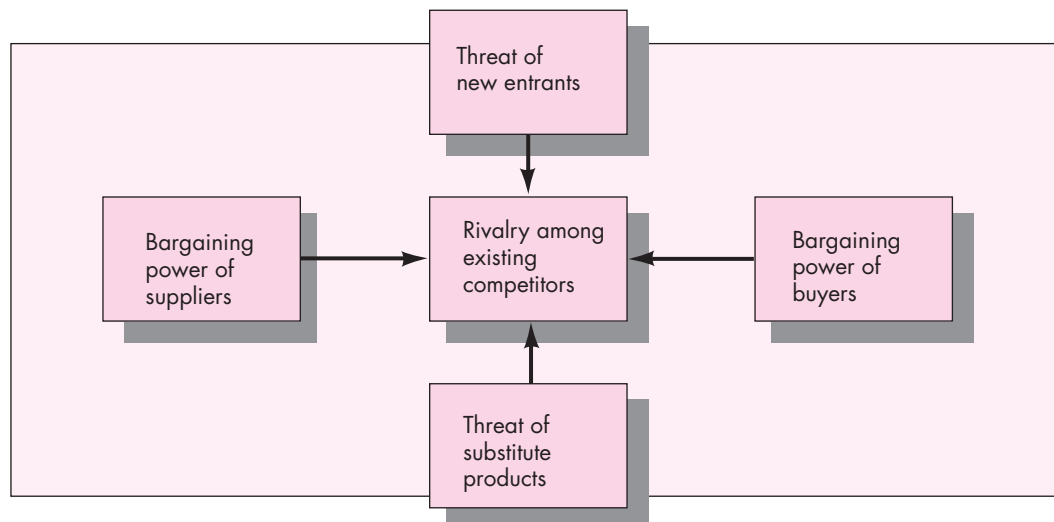 Threat of
new entrants
Bargaining
power of
suppliers
Rivalry among
existing
competitors
Bargaining
power of
buyers
Threat of
substitute
products